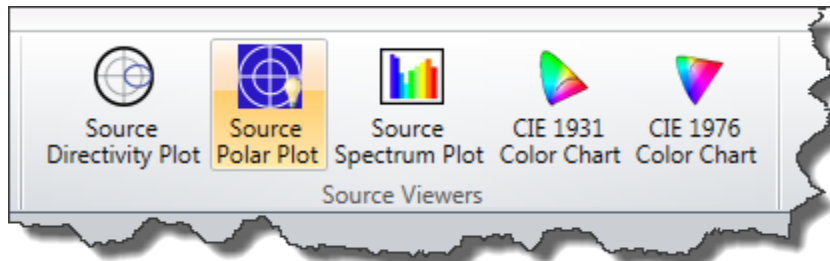 Source
Directivity Plot
Source
Polar Plot
Source
Spectrum Plot
CIE 1931
Color Chart
CIE 1976
Color Chart
Source Viewers